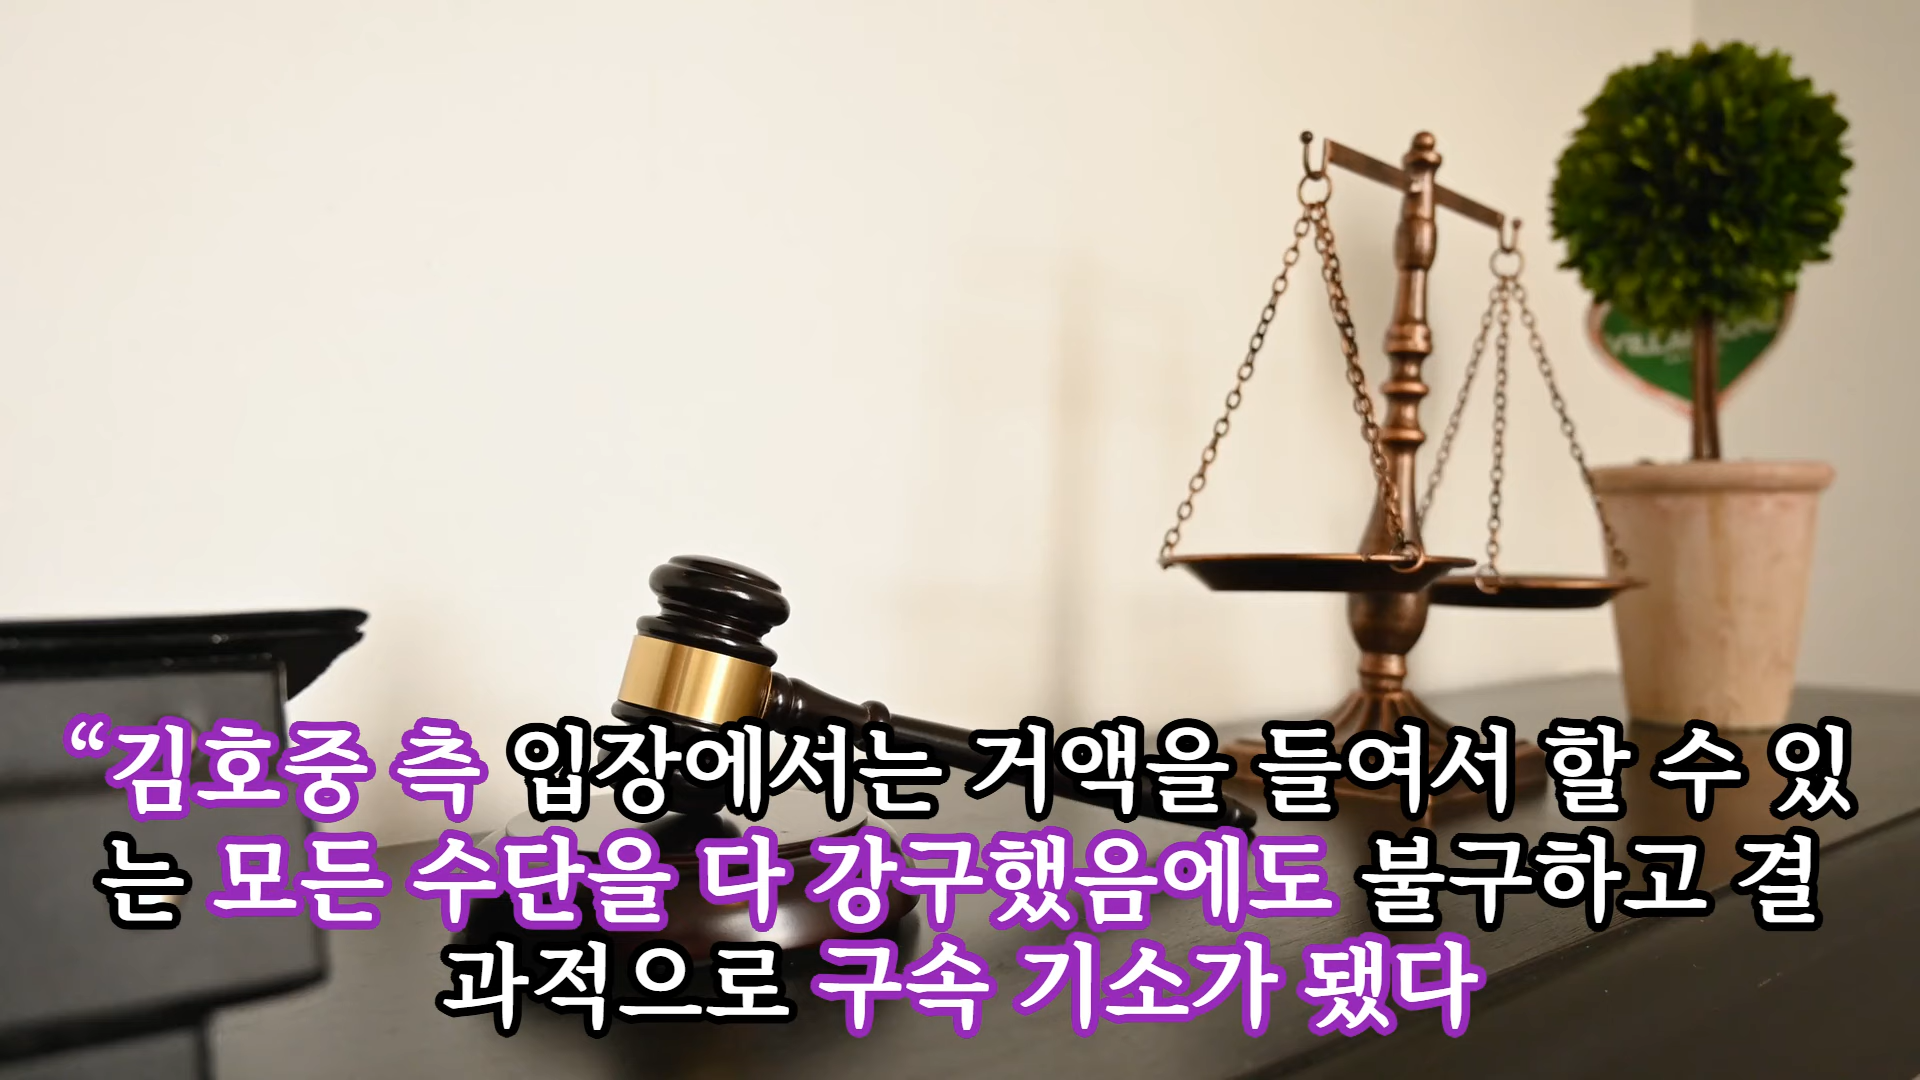 “김호중 측 입장에서는 거액을 들여서 할 수 있
는 모든 수단을 다 강구했음에도 불구하고 결
과적으로 구속 기소가 됐다